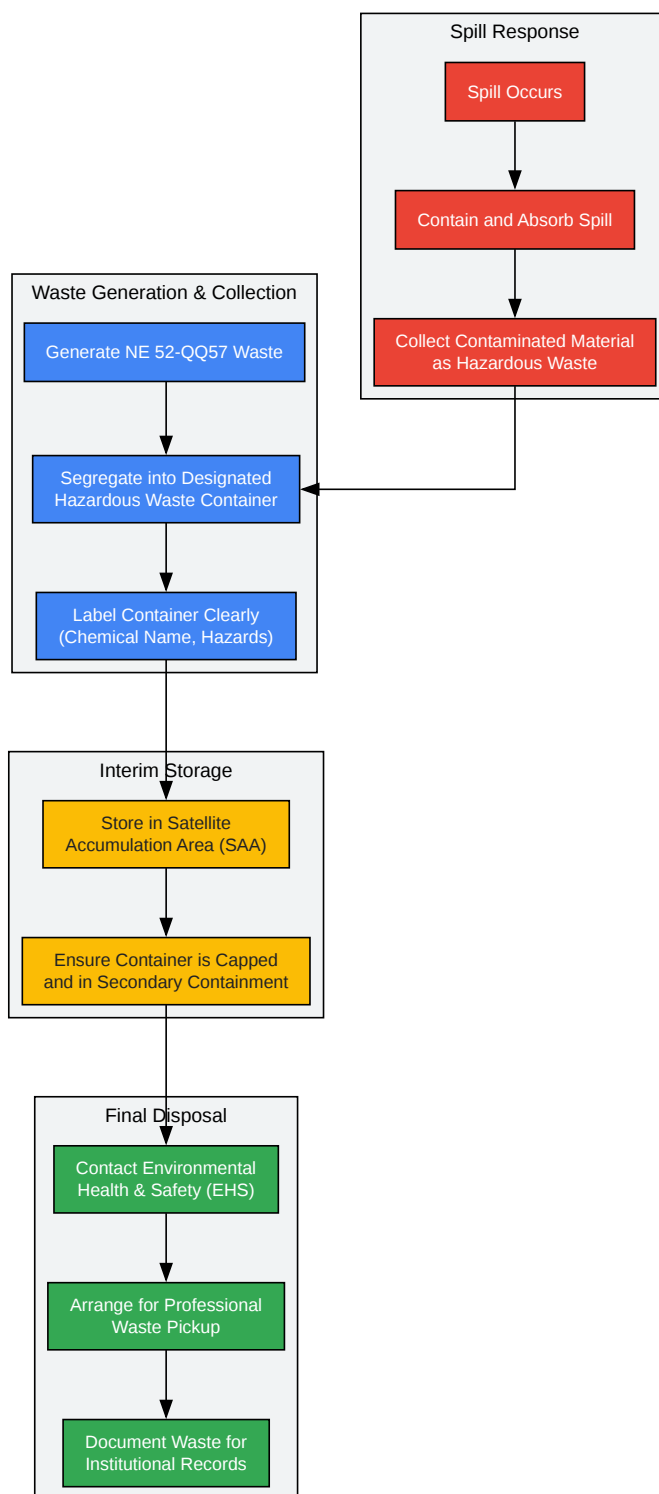 Spill Response
Spill Occurs
Contain and Absorb Spill
Collect Contaminated Material
as Hazardous Waste
Waste Generation & Collection
Generate NE 52-QQ57 Waste
Segregate into Designated
Hazardous Waste Container
Label Container Clearly
(Chemical Name, Hazards)
Interim Storage
Store in Satellite
Accumulation Area (SAA)
Ensure Container is Capped
and in Secondary Containment
Final Disposal
Contact Environmental
Health & Safety (EHS)
Arrange for Professional
Waste Pickup
Document Waste for
Institutional Records